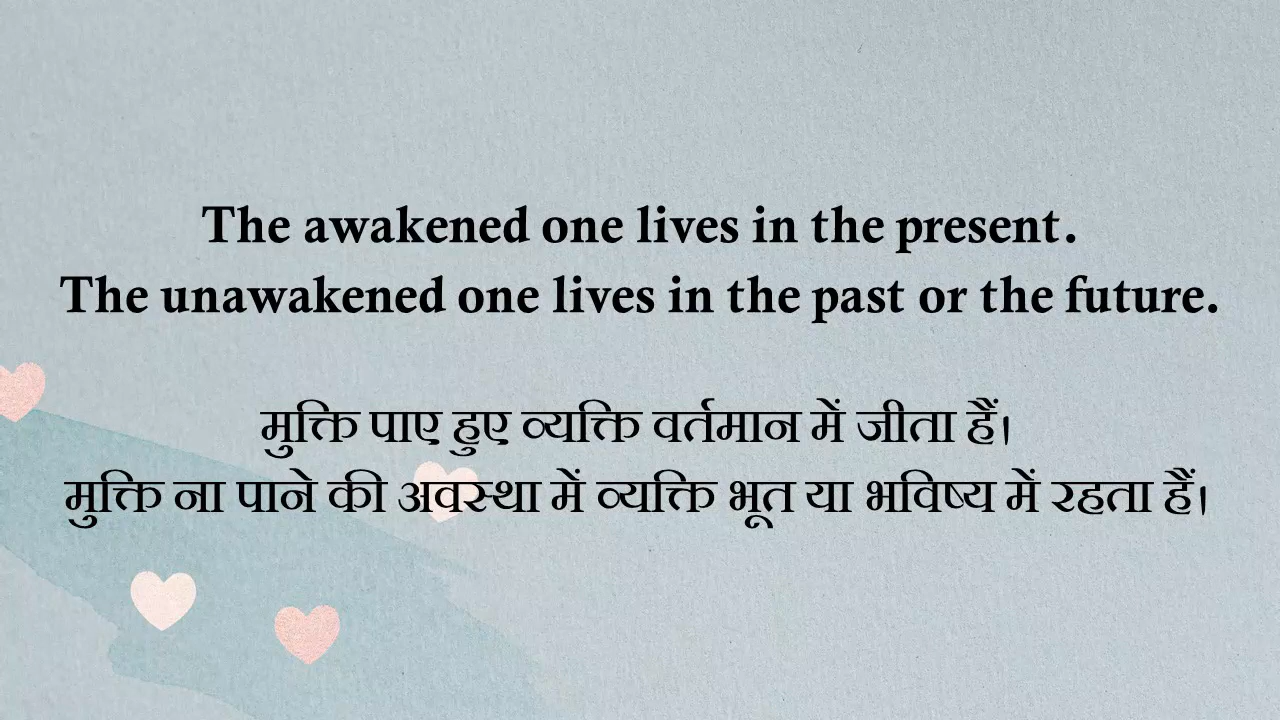 The awakened one lives in the present.
The unawakened one lives in the past or the future.
मुक्ति पाए हुए व्यक्ति वर्तमान में जीता हैं।
मुक्ति ना पाने की अवस्था में व्यक्ति भूत या भविष्य में रहता हैं।